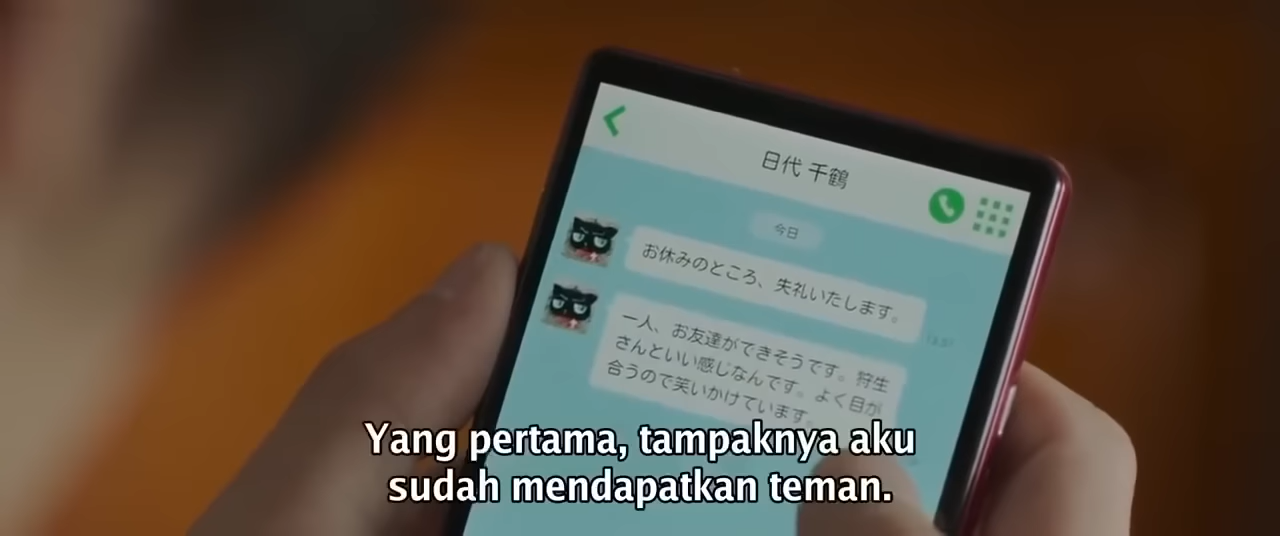 日代 千鶴
今日
お休みのところ、失礼いたします。
一人、お友達ができそうです。狩生
さんといい感じなんです。よく目が
合うので笑いかけています。
Yang pertama, tampaknya aku
sudah mendapatkan teman.